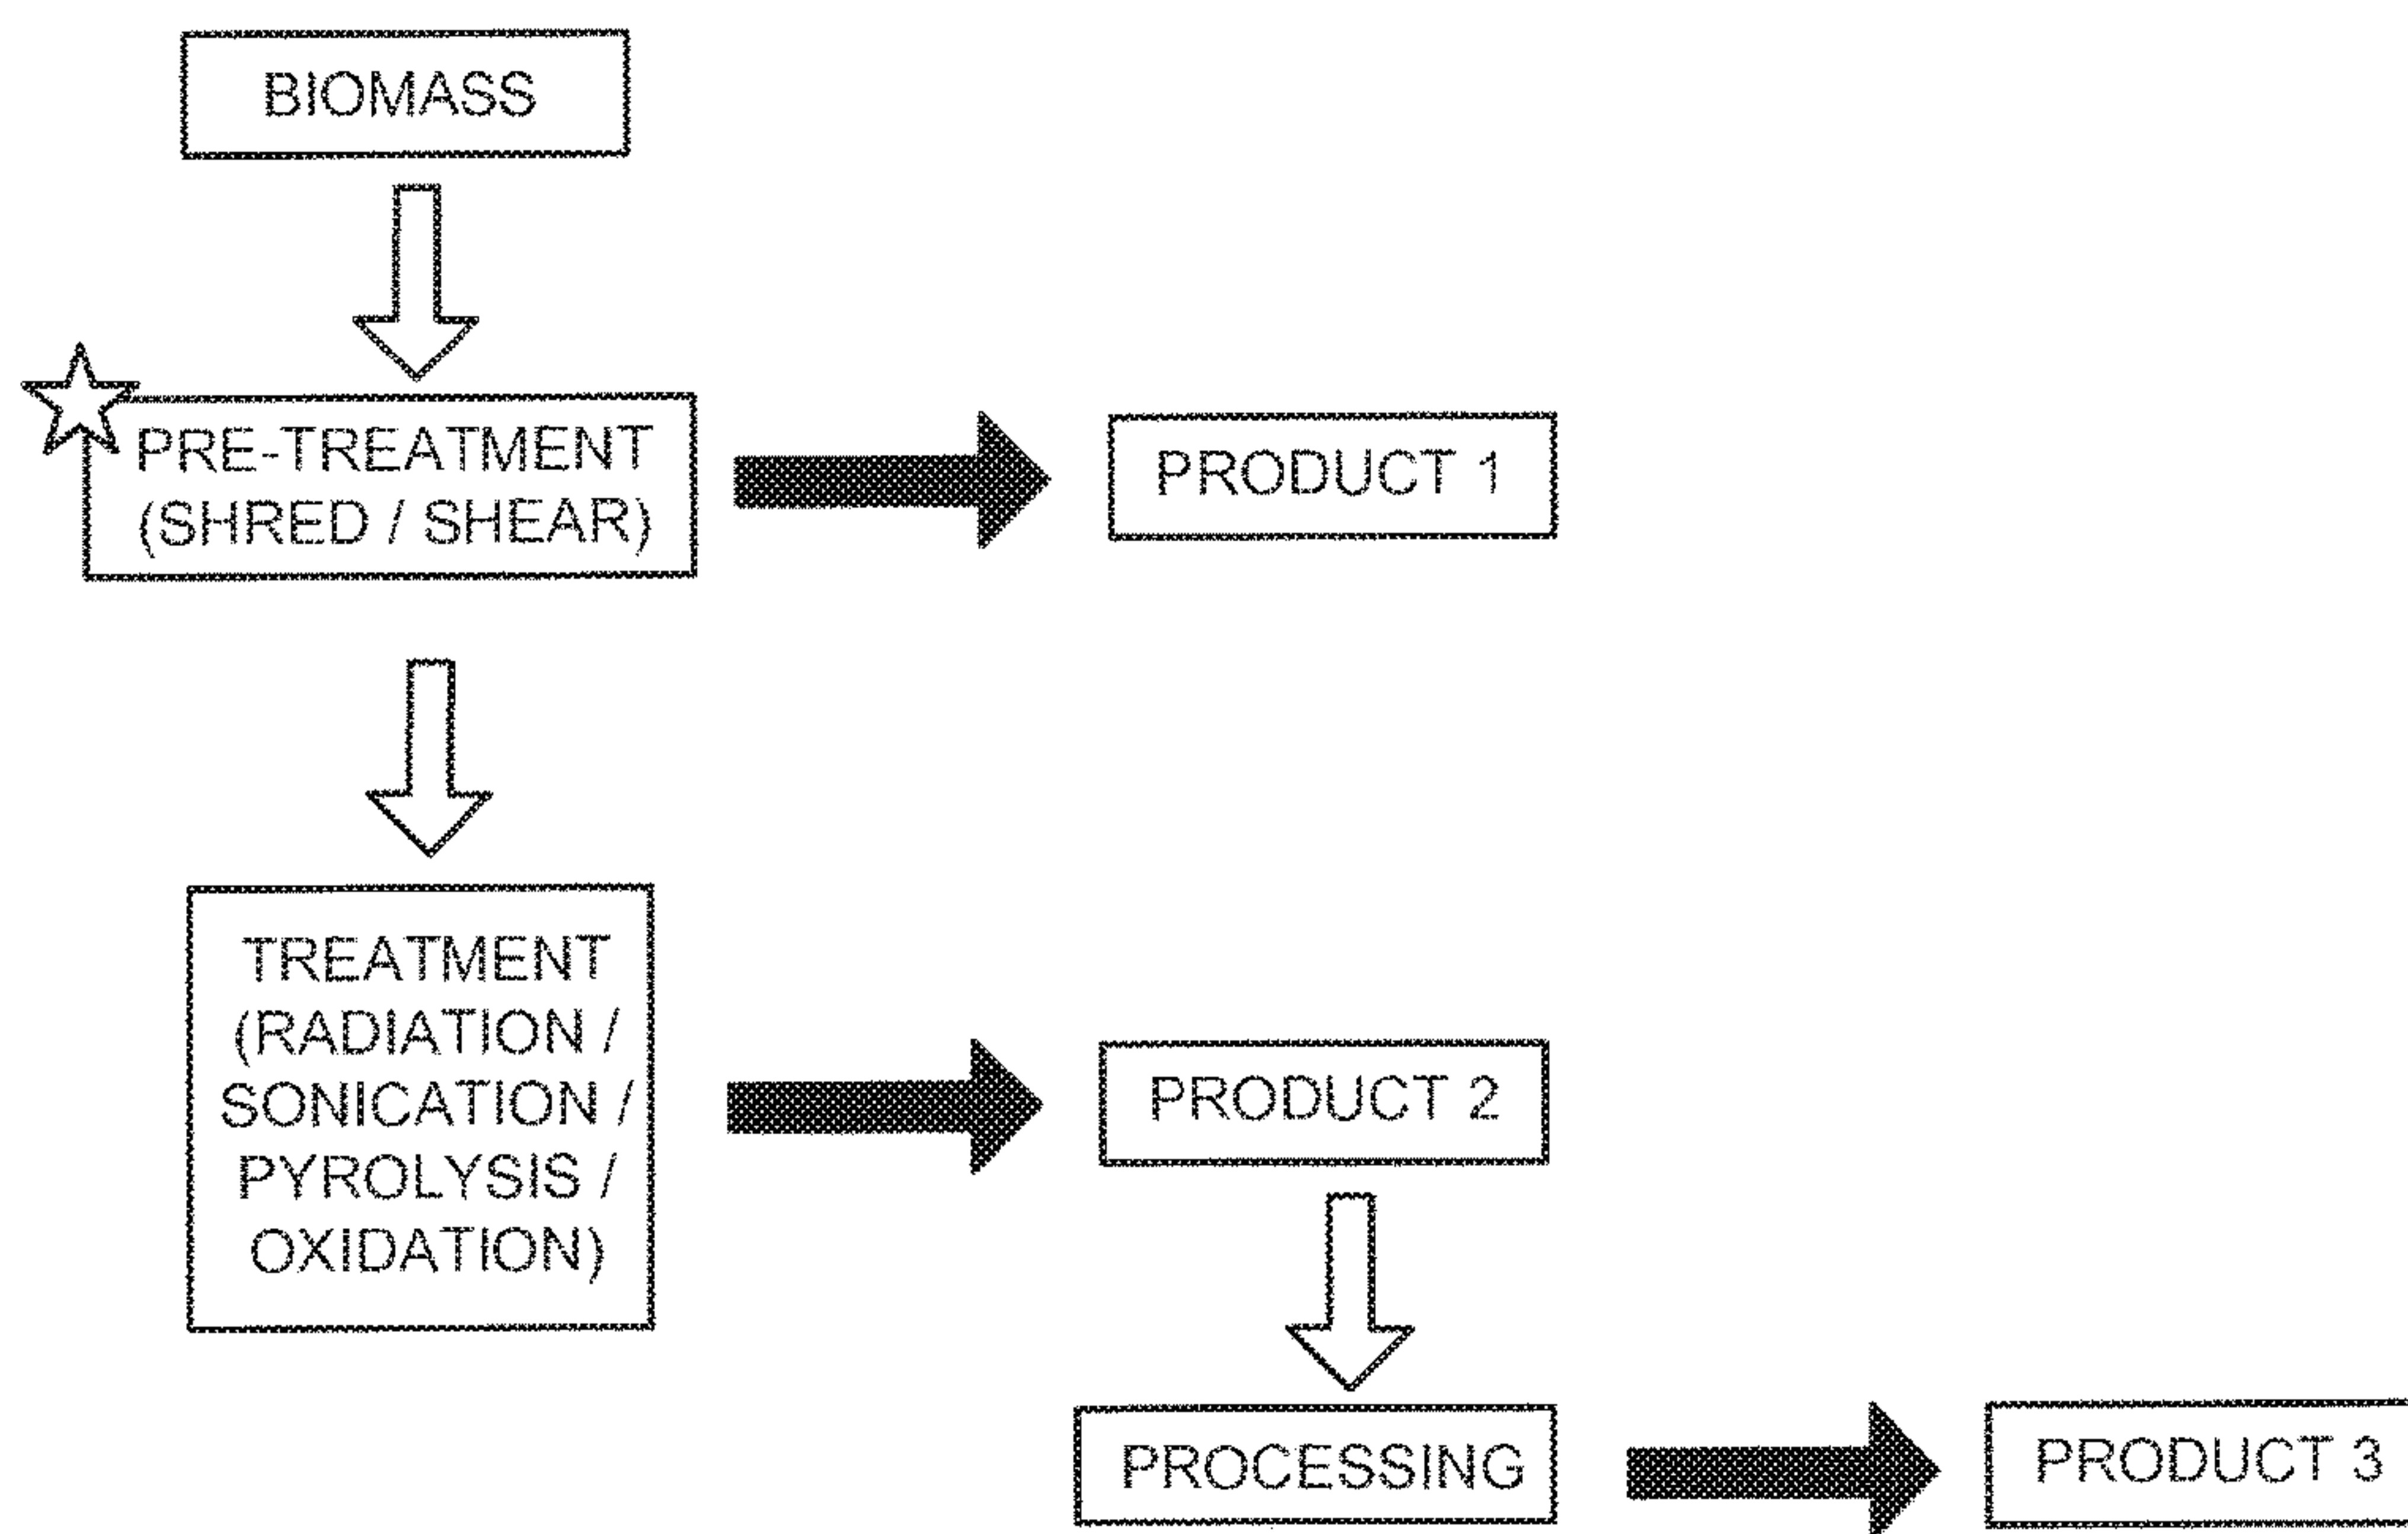 BIOMASS
PRE-TREATMENT
(SHRED / SHEAR)
PRODUCT 1
TREATMENT
(RADIATION /
SONICATION /
PYROLYSIS /
OXIDATION)
PRODUCT 2
PROCESSING
PRODUCT 3